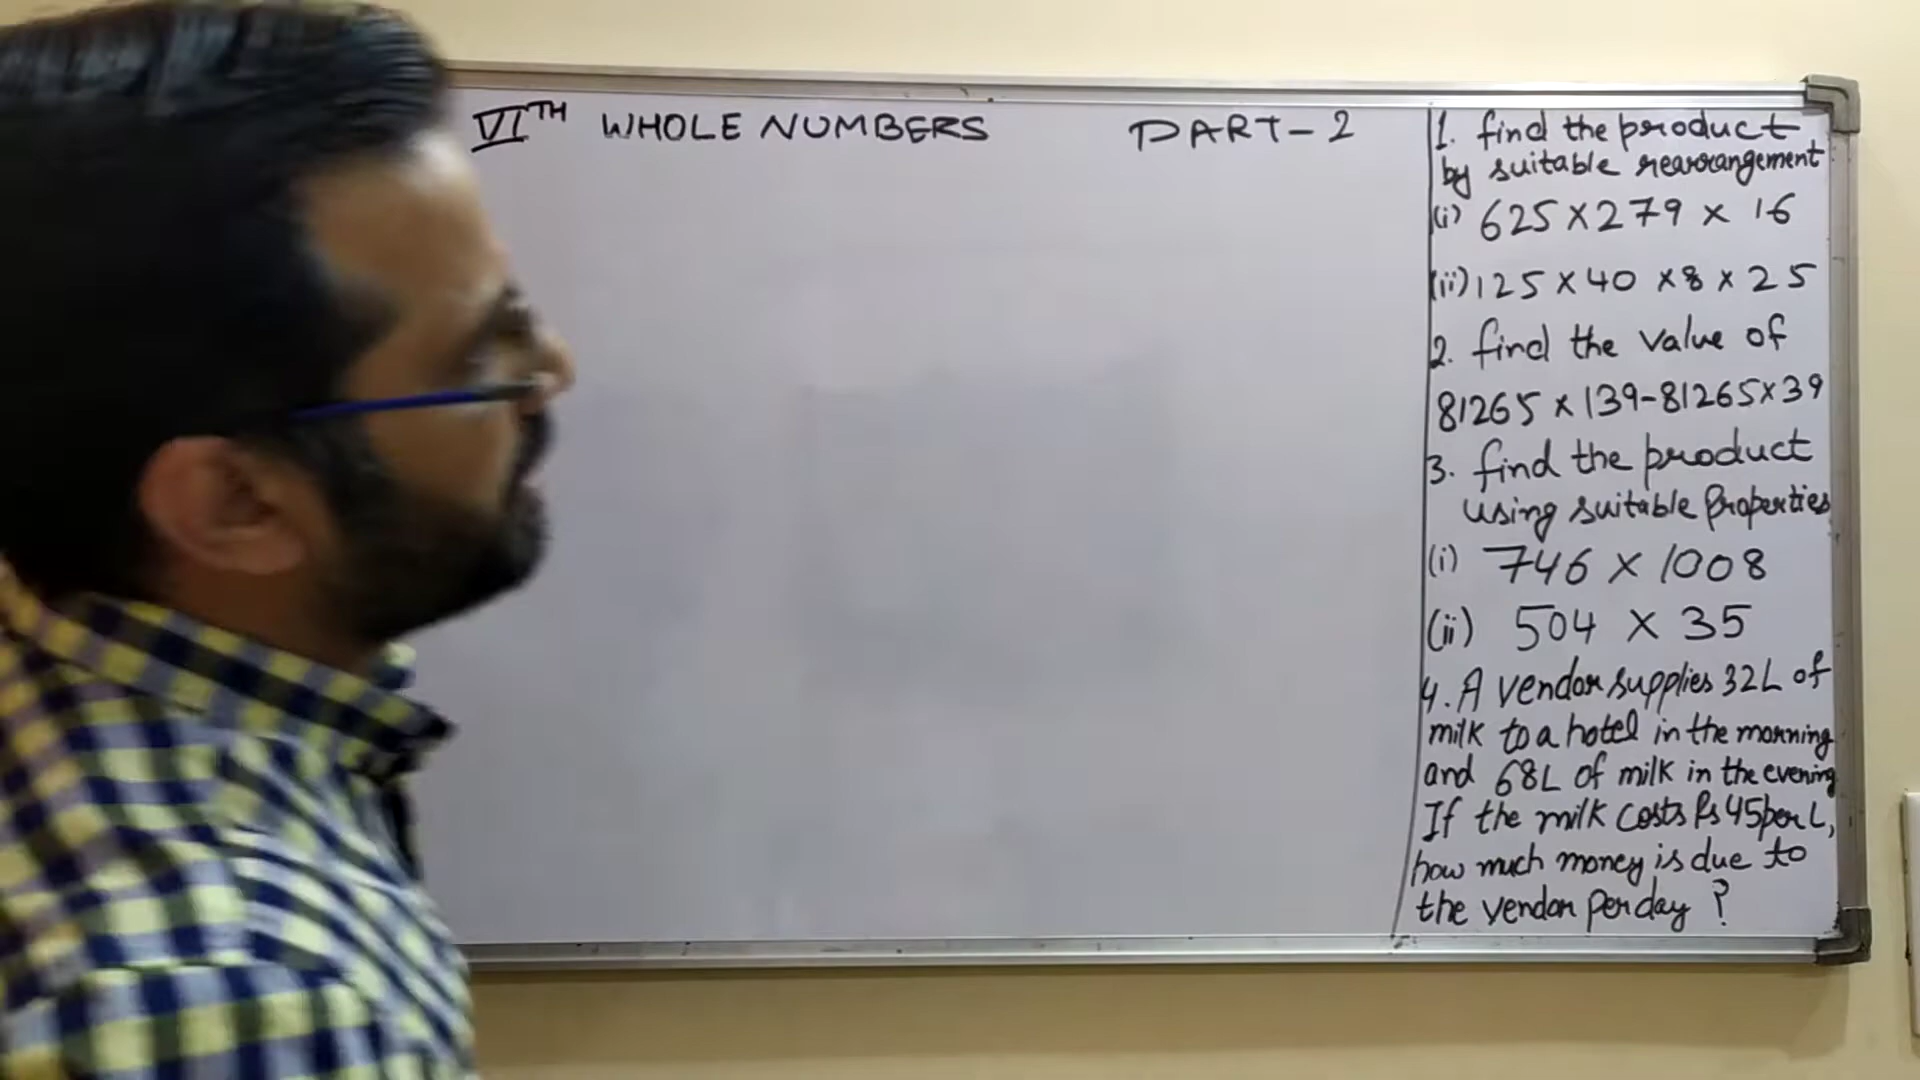 VITH WHOLE NUMBERS PART-2
1. find the product
by suitable rearrangement
(i) 625 x 279 x 16
(ii) 125 x 40 x 8 x 25
2. find the value of
81265 x 139-81265x39
3. find the product
using suitable Properties
(i) 746 x 1008
(ii) 504 x 35
4. A vendor supplies 32L of
milk to a hotel in the morning
and 68L of milk in the evening
If the milk costs Rs 45 per L,
how much money is due to
the vendor per day ?